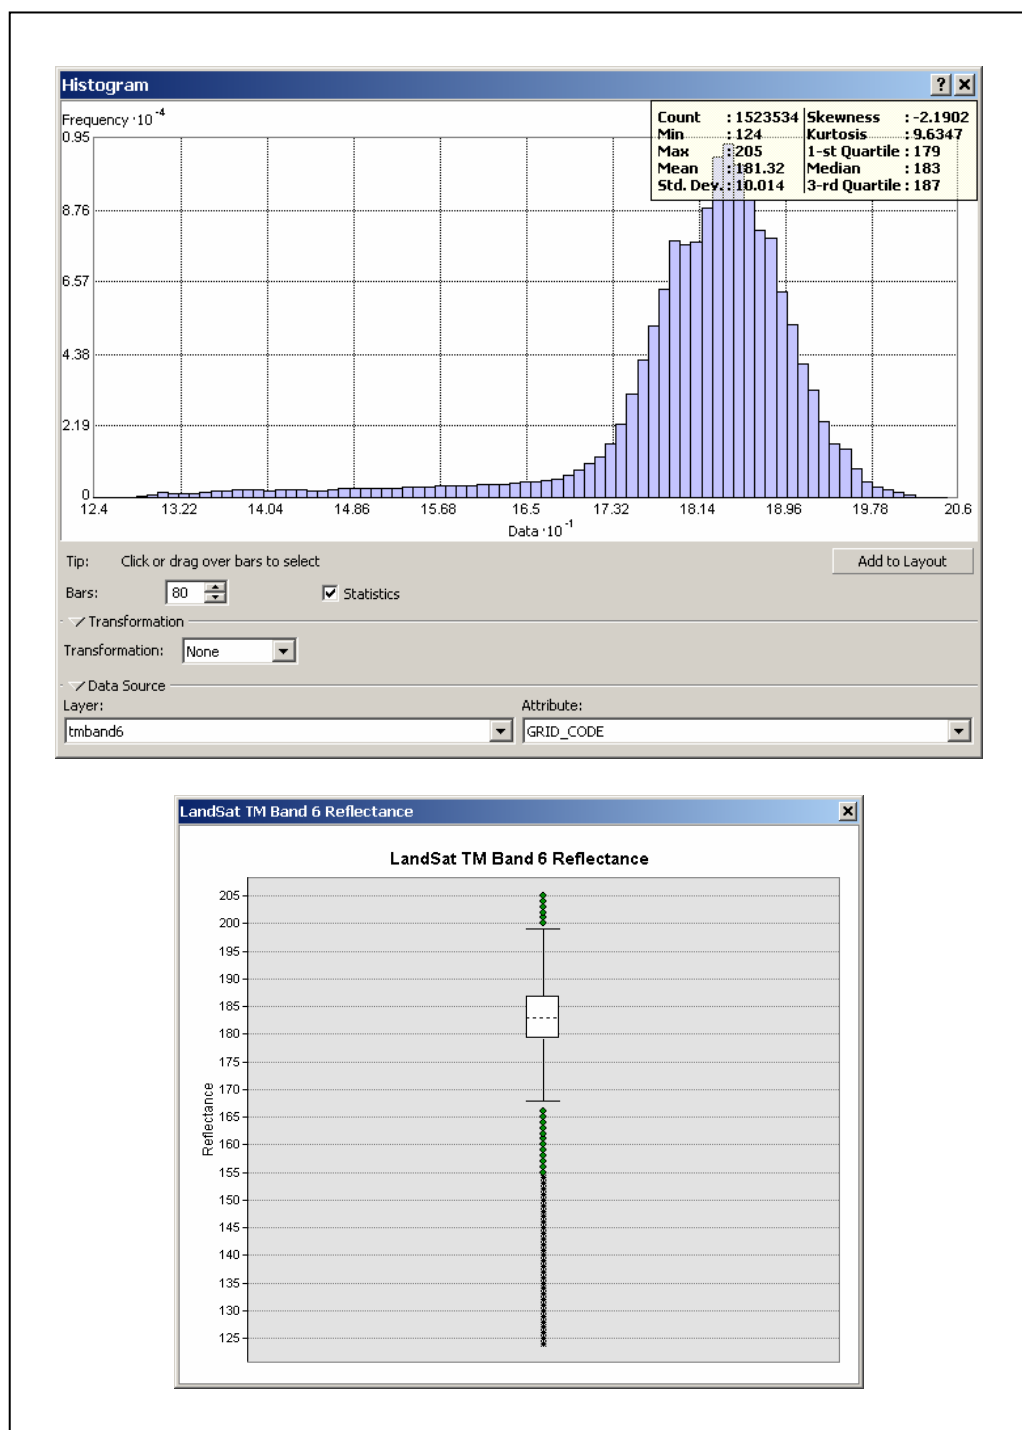 Histogram
Frequency ·10 -4
Count : 1523534 Skewness : -2.1902
Min : 124 Kurtosis : 9.6347
Max : 205 1-st Quartile : 179
Mean : 181.32 Median : 183
Std. Dev. : 10.014 3-rd Quartile : 187
0.95
8.76
6.57
4.38
2.19
0
12.4 13.22 14.04 14.86 15.68 16.5 17.32 18.14 18.96 19.78 20.6
Data ·10 -1
Tip: Click or drag over bars to select Add to Layout
Bars: 80 Statistics
Transformation
Transformation: None
Data Source
Layer: Attribute:
tmband6 GRID_CODE
LandSat TM Band 6 Reflectance
LandSat TM Band 6 Reflectance
205
200
195
190
185
180
175
170
165
160
155
150
145
140
135
130
125
Reflectance